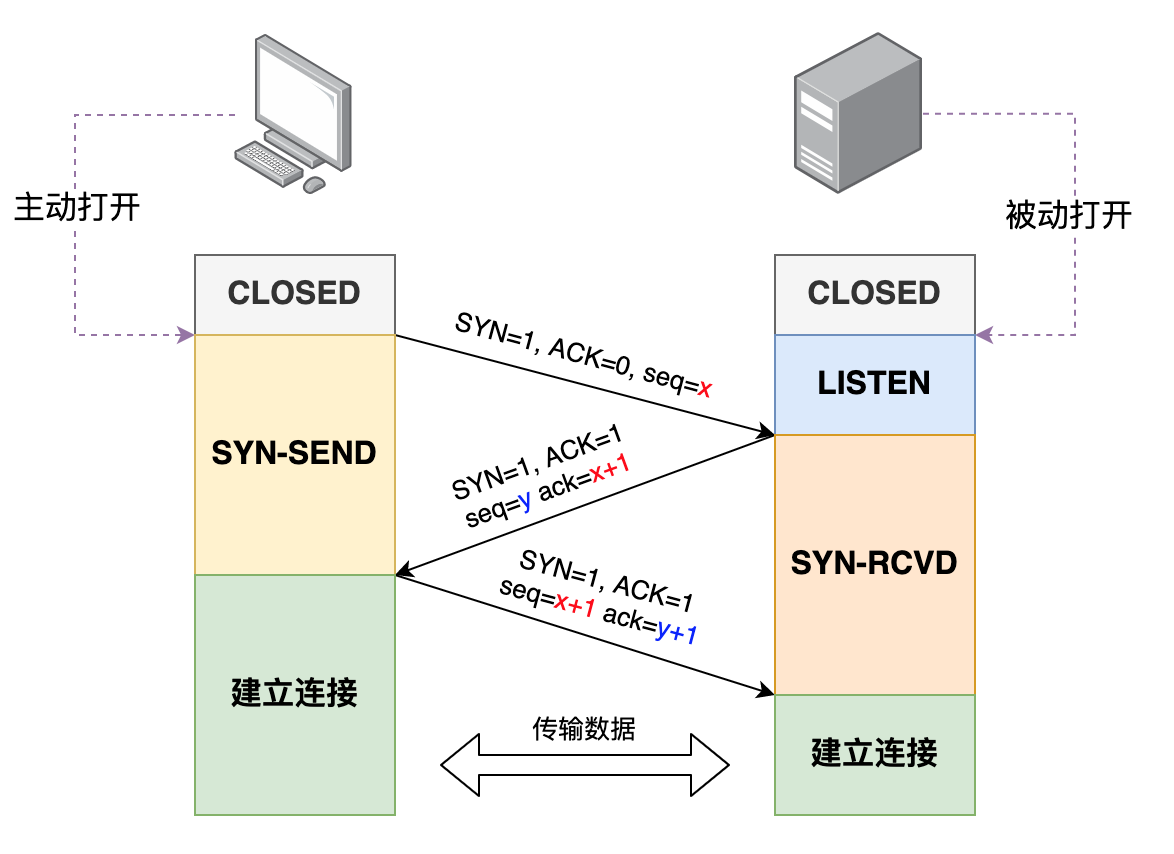 主动打开
被动打开
CLOSED
CLOSED
SYN=1, ACK=0, seq=x
LISTEN
SYN-SEND
SYN=1, ACK=1
seq=y ack=x+1
SYN-RCVD
SYN=1, ACK=1
seq=x+1 ack=y+1
建立连接
传输数据
建立连接